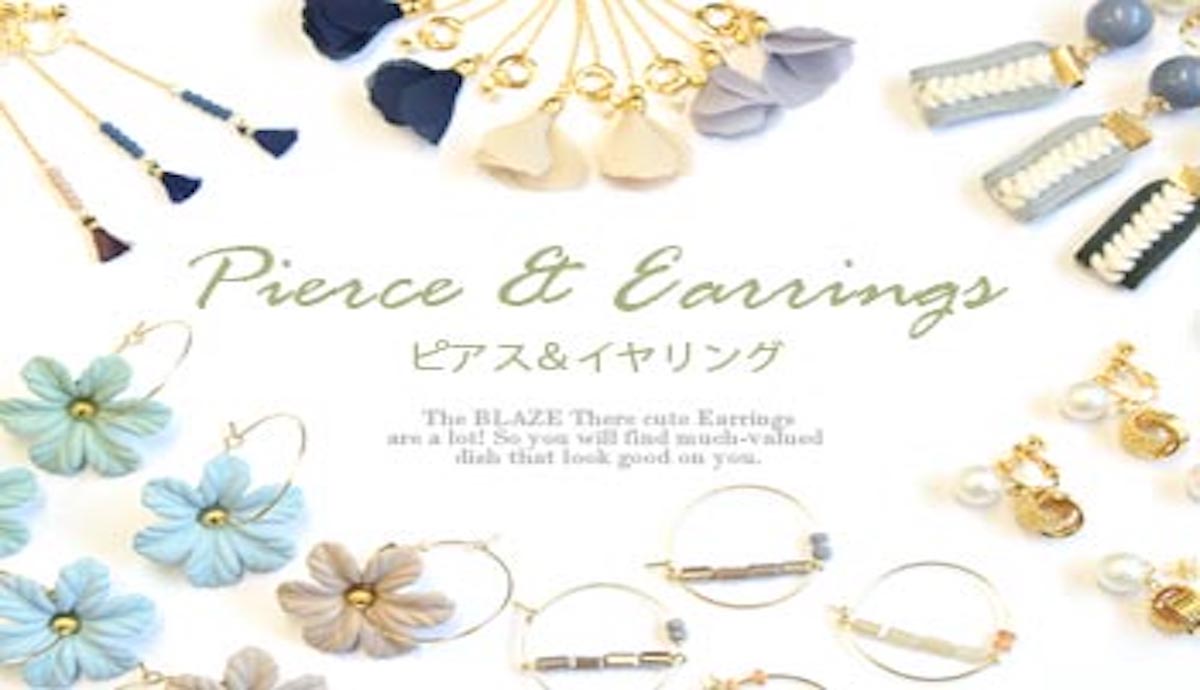 Pierce & Earrings
ピアス&イヤリング
The BLAZE There cute Earrings
are a lot! So you will find much-valued
dish that look good on you.